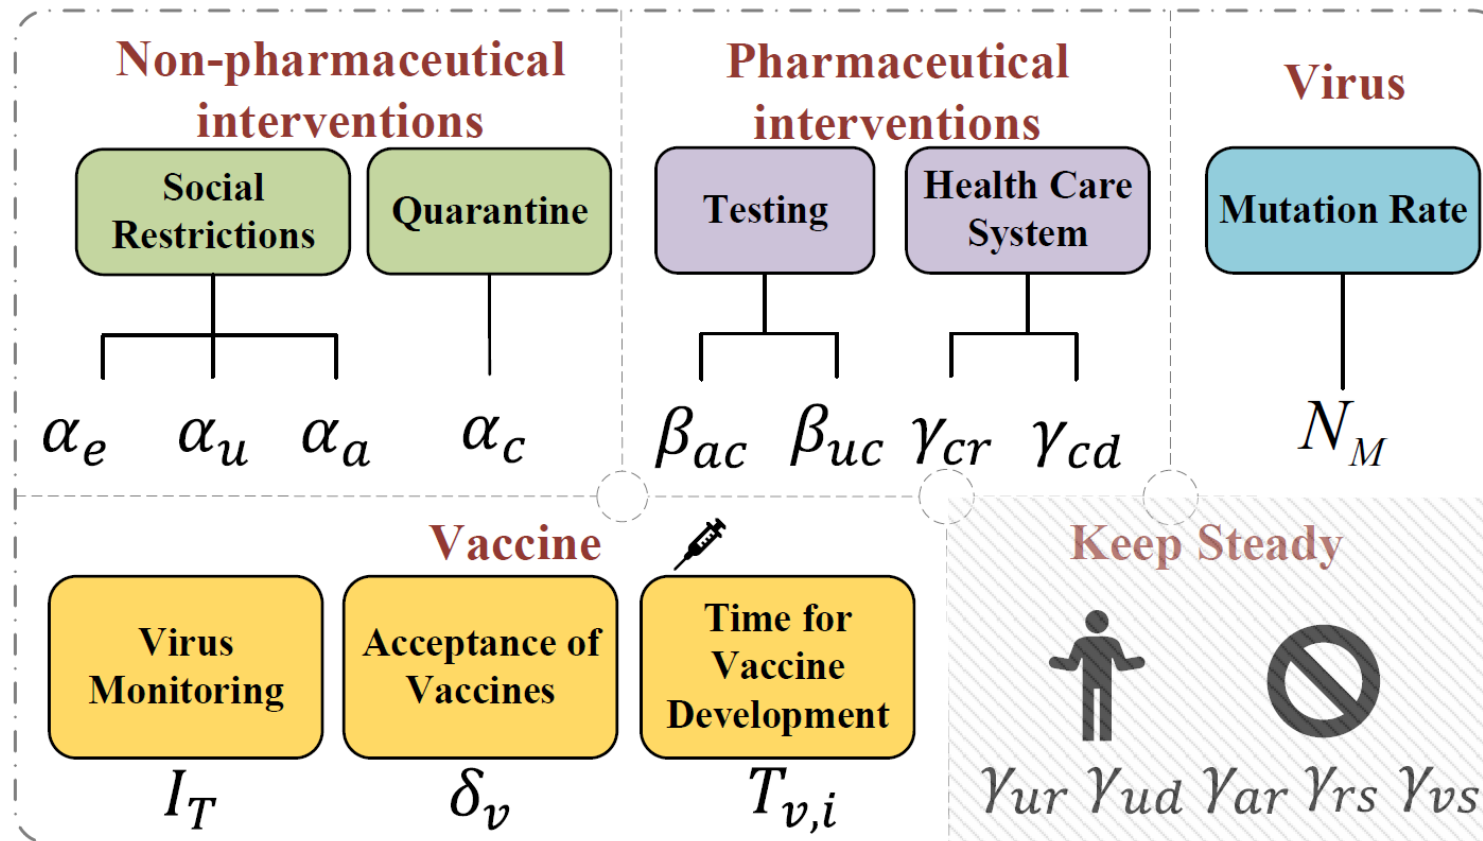 Non-pharmaceutical
interventions
Pharmaceutical
interventions
Virus
Social
Restrictions
Quarantine
Testing
Health Care
System
Mutation Rate
αe αu αa αc βac βuc γcr γcd NM
Vaccine
Keep Steady
Virus
Monitoring
Acceptance of
Vaccines
Time for
Vaccine
Development
IT δv Tv,i
γur γud γar γrs γvs